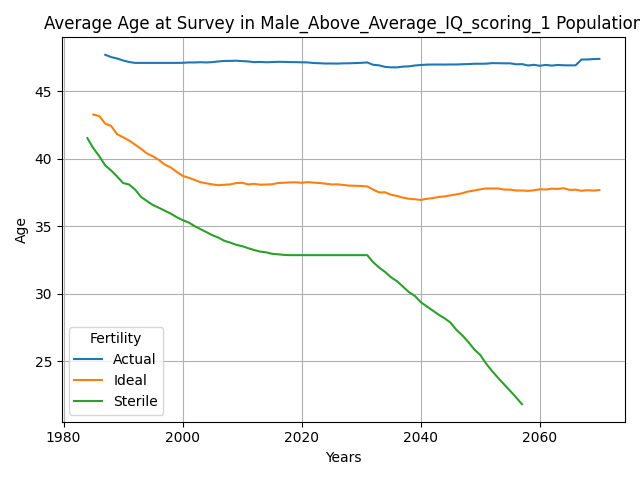 Average Age at Survey in Male_Above_Average_IQ_scoring_1 Population
Age
45
40
35
30
25
Fertility
Actual
Ideal
Sterile
1980
2000
2020
2040
2060
Years